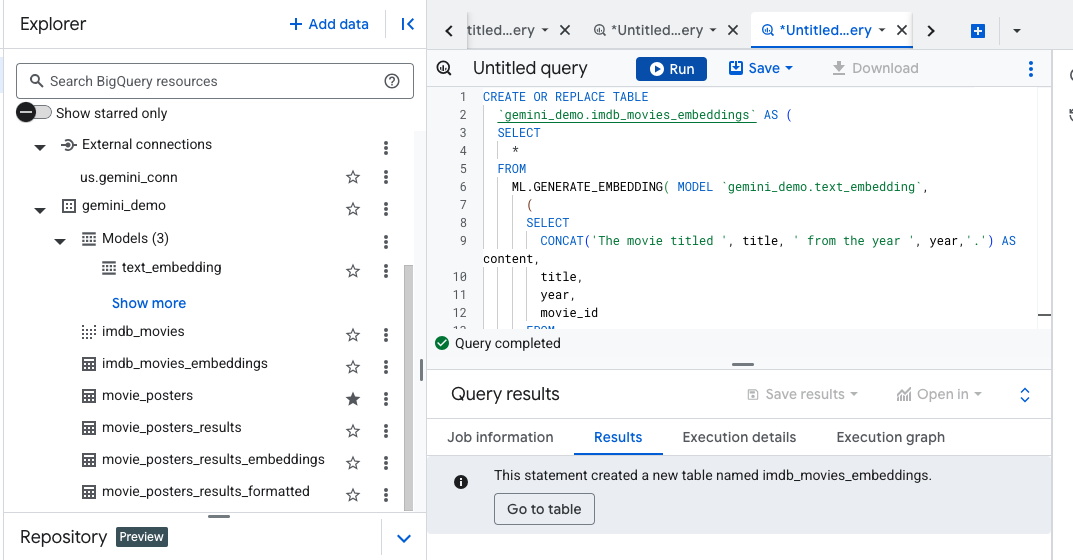 Explorer
+ Add data
Search BigQuery resources
Show starred only
External connections
us.gemini_conn
gemini_demo
Models (3)
text_embedding
Show more
imdb_movies
imdb_movies_embeddings
movie_posters
movie_posters_results
movie_posters_results_embeddings
movie_posters_results_formatted
Repository Preview
titled...ery *Untitled...ery *Untitled...ery
Untitled query Run Save Download
1 CREATE OR REPLACE TABLE
2 `gemini_demo.imdb_movies_embeddings` AS (
3 SELECT
4 *
5 FROM
6 ML.GENERATE_EMBEDDING( MODEL `gemini_demo.text_embedding`,
7 (
8 SELECT
9 CONCAT('The movie titled ', title, ' from the year ', year,'.') AS
content,
10 title,
11 year,
12 movie_id
13 FROM
Query completed
Query results Save results Open in
Job information Results Execution details Execution graph
This statement created a new table named imdb_movies_embeddings.
Go to table